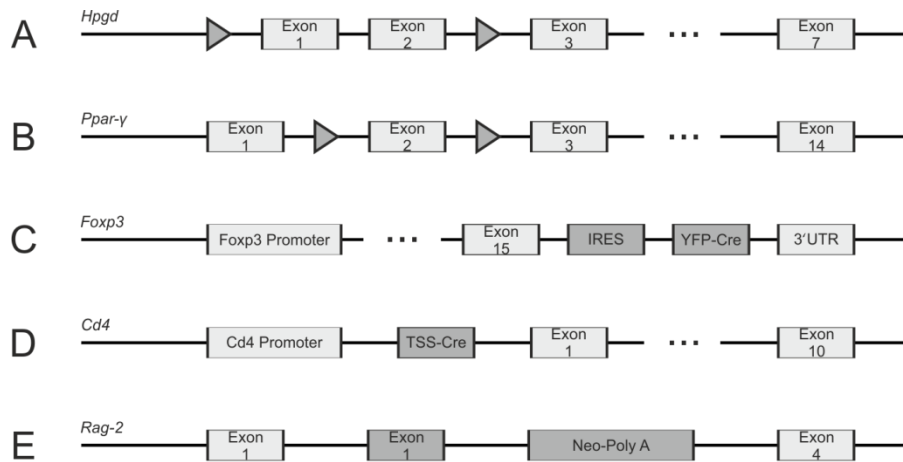 A
Hpgd
Exon
1
Exon
2
Exon
3
...
Exon
7
B
Ppar-γ
Exon
1
Exon
2
Exon
3
...
Exon
14
C
Foxp3
Foxp3 Promoter
...
Exon
15
IRES
YFP-Cre
3‘UTR
D
Cd4
Cd4 Promoter
TSS-Cre
Exon
1
...
Exon
10
E
Rag-2
Exon
1
Exon
1
Neo-Poly A
Exon
4